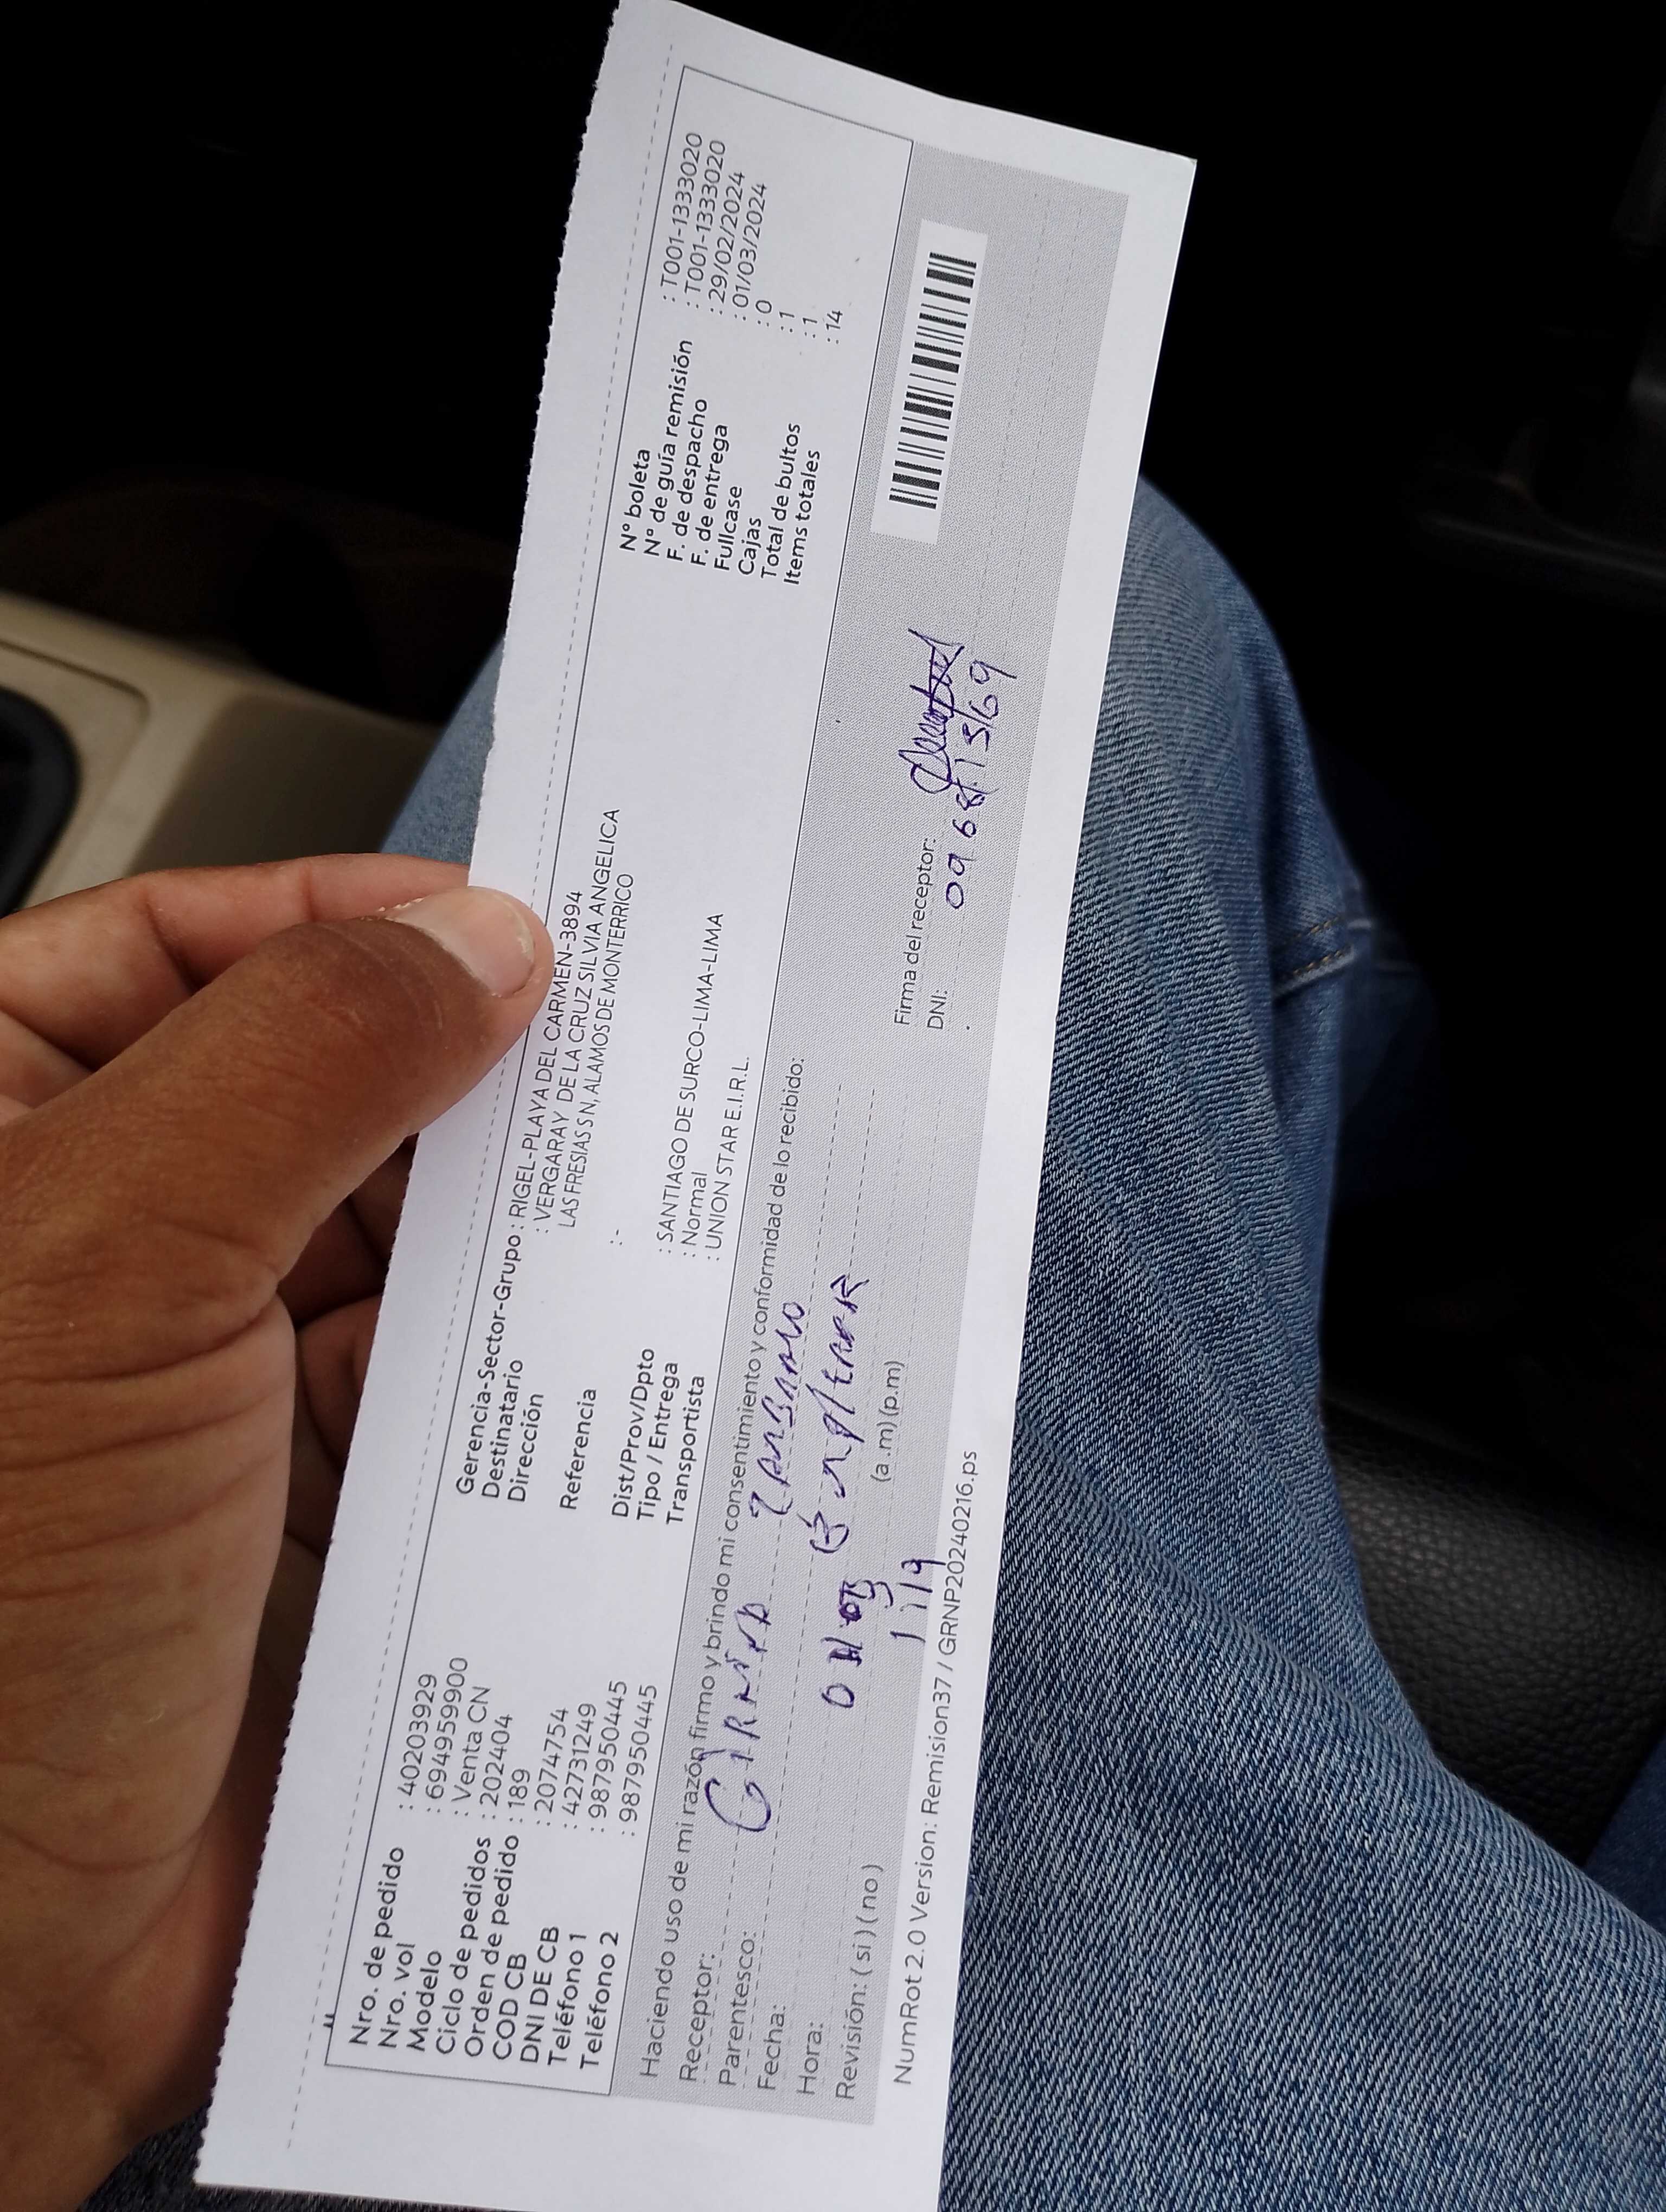 Nro. de pedido : 40203929
Nro. vol : 694959900
Modelo : Venta CN
Ciclo de pedidos : 202404
Orden de pedido : 189
COD CB : 2074754
DNI DE CB : 42731249
Teléfono 1 : 987950445
Teléfono 2 : 987950445
Gerencia-Sector-Grupo : RIGEL-PLAYA DEL CARMEN-3894
Destinatario : VERGARAY DE LA CRUZ SILVIA ANGELICA
Dirección LAS FRESIAS SN, ALAMOS DE MONTERRICO
Referencia : -
Dist/Prov/Dpto : SANTIAGO DE SURCO-LIMA-LIMA
Tipo / Entrega : Normal
Transportista : UNION STAR E.I.R.L.
Nº boleta : T001-1333020
Nº de guía remisión : T001-1333020
F. de despacho : 29/02/2024
F. de entrega : 01/03/2024
Fullcase : 0
Cajas : 1
Total de bultos : 1
Items totales : 14
Haciendo uso de mi razón firmo y brindo mi consentimiento y conformidad de lo recibido:
Receptor:
Parentesco:
Fecha:
Hora: (a.m) (p.m)
Revisión: ( si ) ( no )
Firma del receptor:
DNI:
NumRot 2.0 Version: Remision37 / GRNP20240216.ps